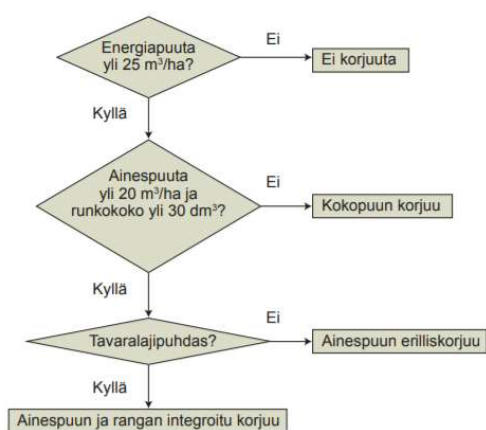 Energiapuuta
yli 25 m³/ha?
Ei
Ei korjuuta
Kyllä
Ainespuuta
yli 20 m³/ha ja
runkokoko yli 30 dm³?
Ei
Kokopuun korjuu
Kyllä
Tavaralajipuhdas?
Ei
Ainespuun erilliskorjuu
Kyllä
Ainespuun ja rangan integroitu korjuu